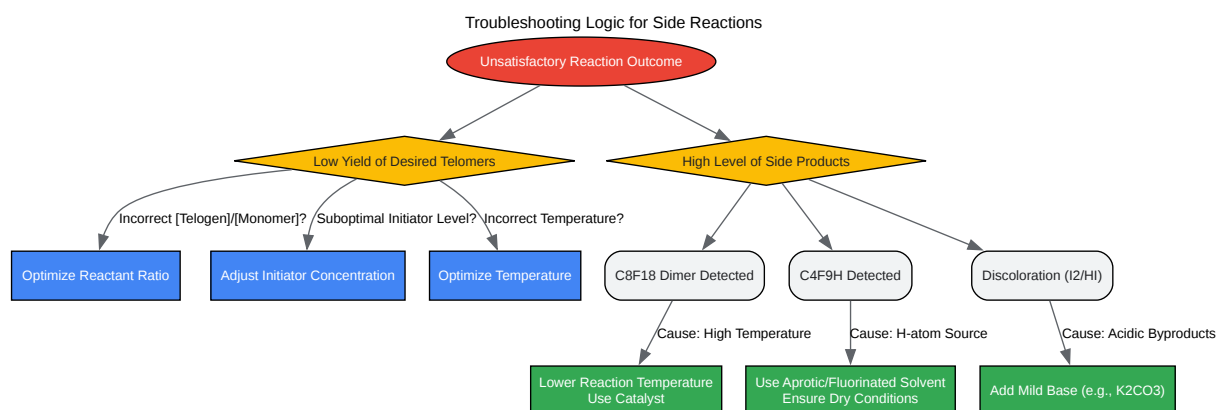 Troubleshooting Logic for Side Reactions
Unsatisfactory Reaction Outcome
Low Yield of Desired Telomers
High Level of Side Products
Incorrect [Telogen]/[Monomer]?
Suboptimal Initiator Level?
Incorrect Temperature?
Optimize Reactant Ratio
Adjust Initiator Concentration
Optimize Temperature
C8F18 Dimer Detected
C4F9H Detected
Discoloration (I2/HI)
Cause: High Temperature
Cause: H-atom Source
Cause: Acidic Byproducts
Lower Reaction Temperature
Use Catalyst
Use Aprotic/Fluorinated Solvent
Ensure Dry Conditions
Add Mild Base (e.g., K2CO3)